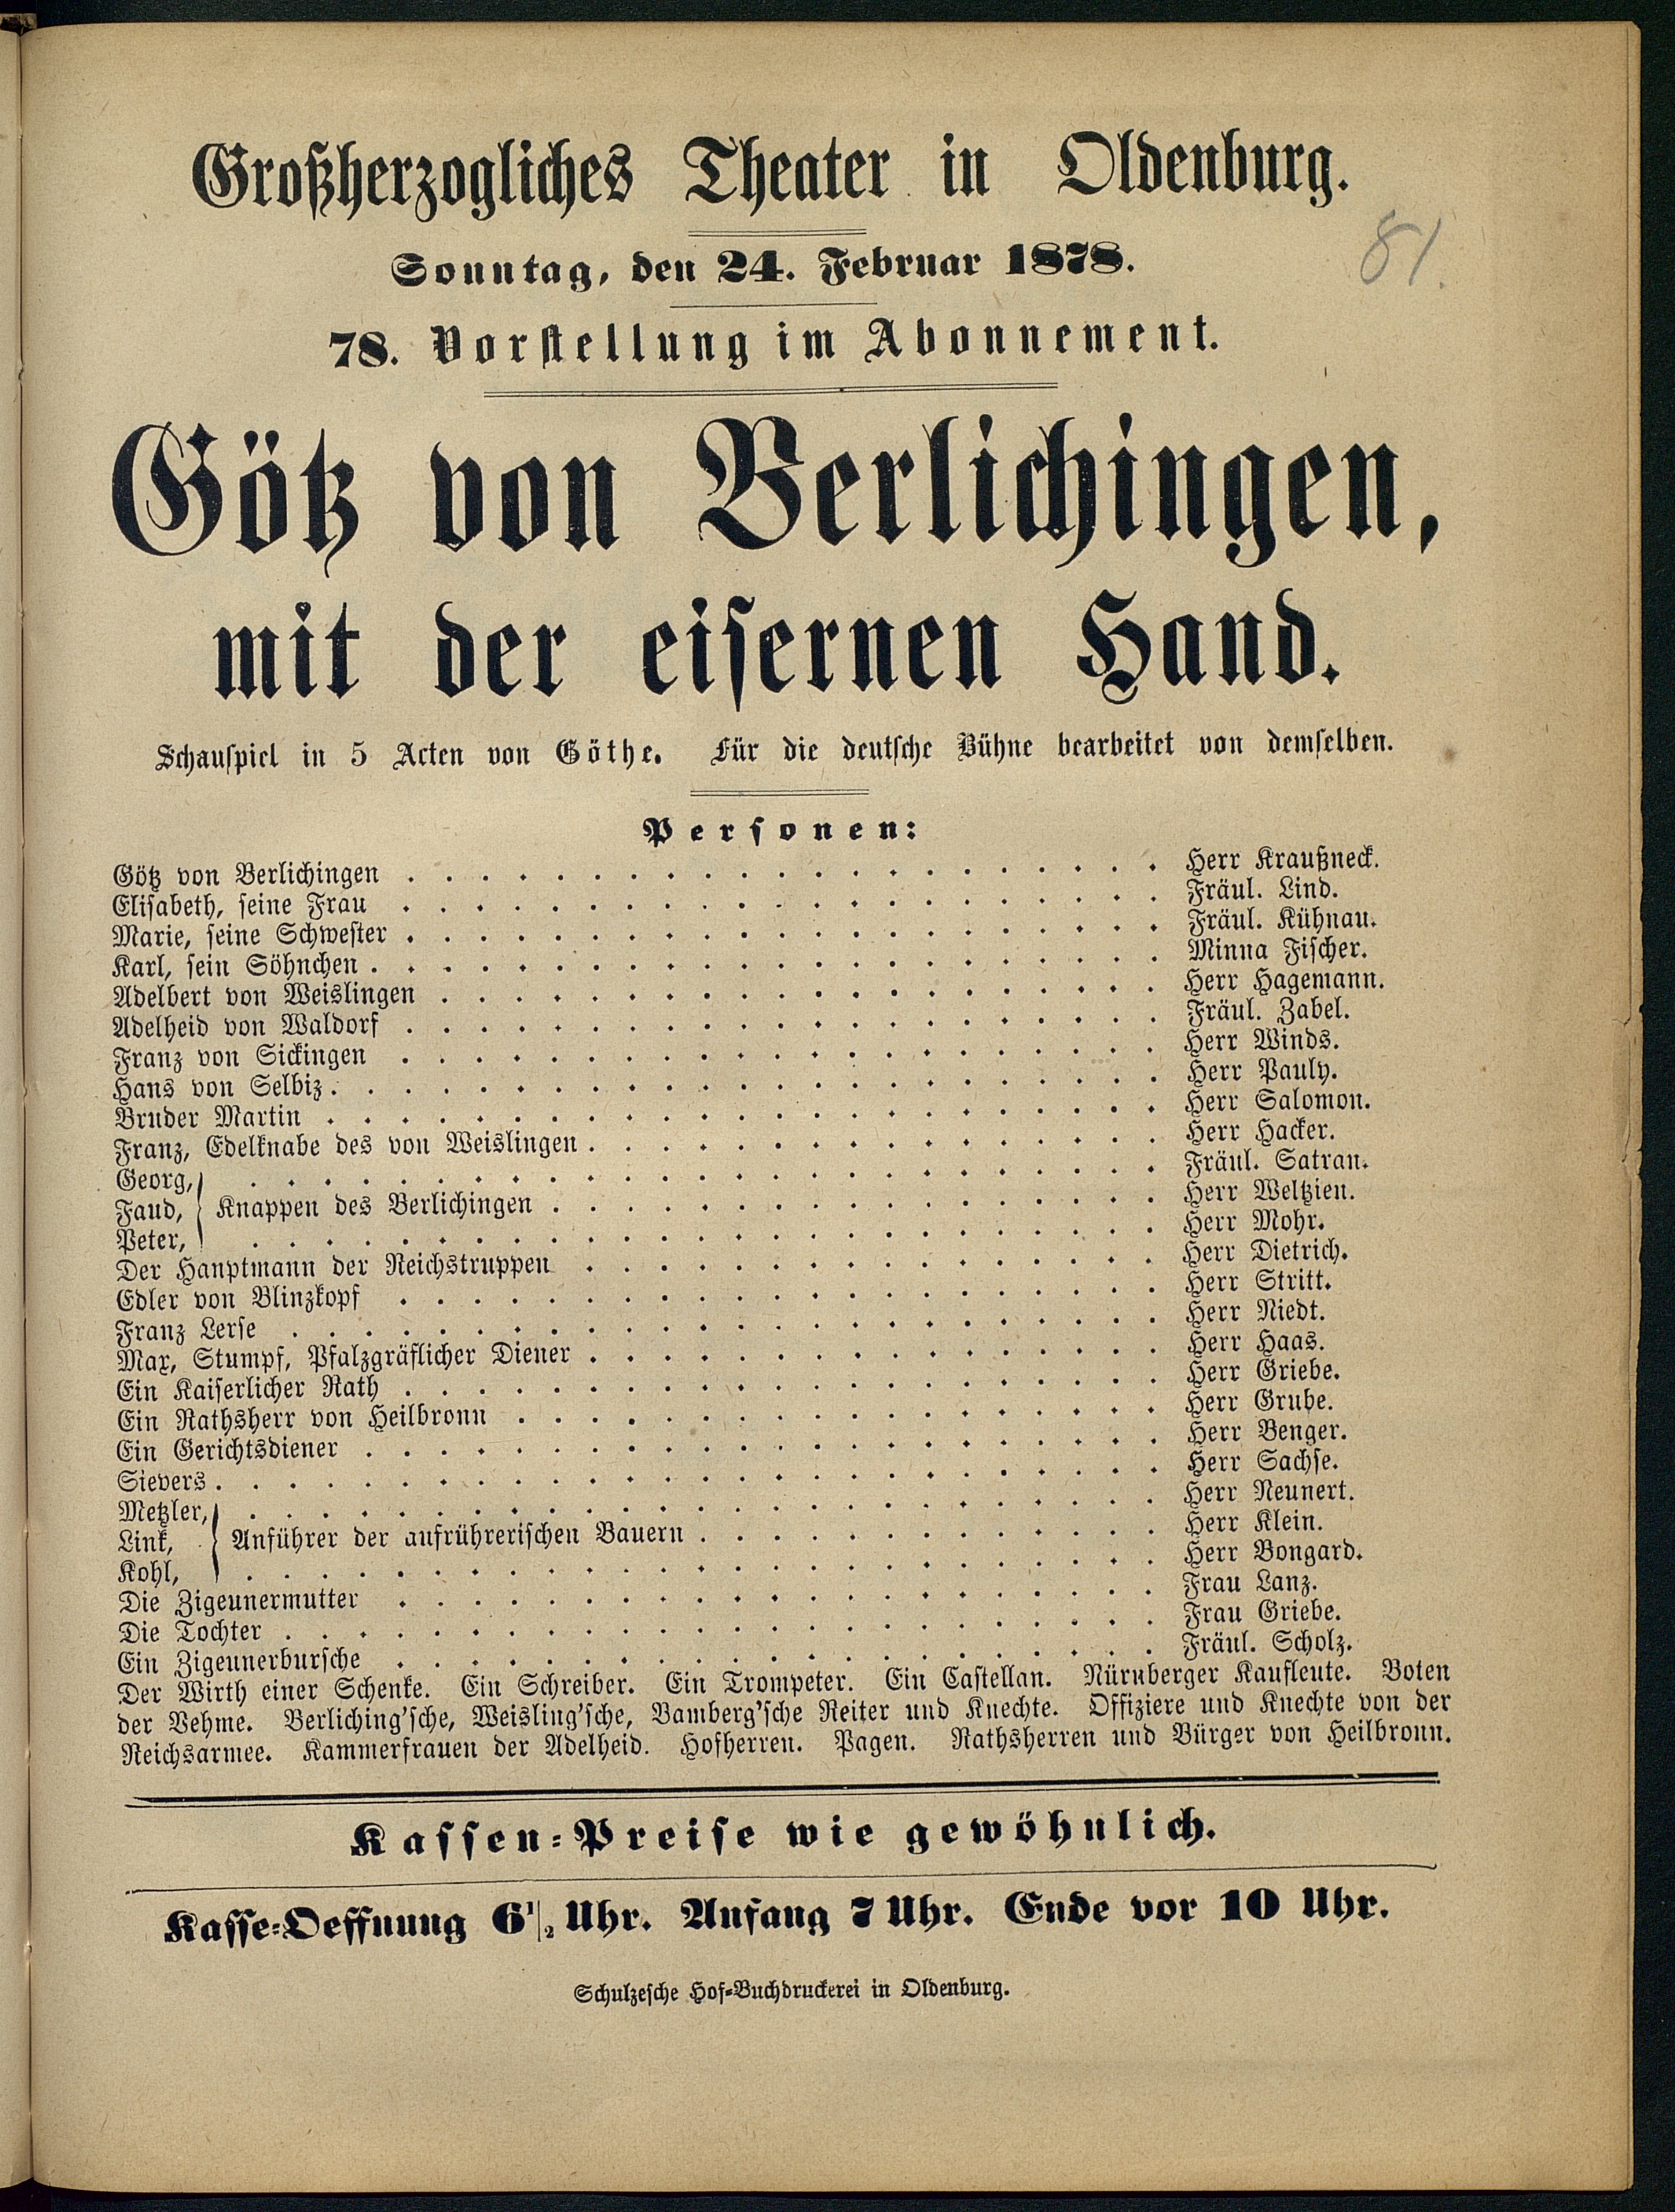 Großherzogliches Theater in Oldenburg.
81.
Sonntag, den 24. Februar 1878.
78. Vorstellung im Abonnement.
Götz von Berlichingen,
mit der eisernen Hand.
Schauspiel in 5 Acten von Göthe. Für die deutsche Bühne bearbeitet von demselben.
Personen:
Götz von Berlichingen . . . . . Herr Kraußneck.
Elisabeth, seine Frau . . . . . Fräul. Lind.
Marie, seine Schwester . . . . . Fräul. Kühnau.
Karl, sein Söhnchen . . . . . Minna Fischer.
Adelbert von Weislingen . . . . . Herr Hagemann.
Adelheid von Waldorf . . . . . Fräul. Zabel.
Franz von Sickingen . . . . . Herr Winds.
Hans von Selbiz . . . . . Herr Pauly.
Bruder Martin . . . . . Herr Salomon.
Franz, Edelknabe des von Weislingen . . . . . Herr Hacker.
Georg, . . . . . Fräul. Satran.
Faud, Knappen des Berlichingen . . . . . Herr Weltzien.
Peter, . . . . . Herr Mohr.
Der Hauptmann der Reichstruppen . . . . . Herr Dietrich.
Edler von Blinzkopf . . . . . Herr Stritt.
Franz Lerse . . . . . Herr Niedt.
Max, Stumpf, Pfalzgräflicher Diener . . . . . Herr Haas.
Ein Kaiserlicher Rath . . . . . Herr Griebe.
Ein Rathsherr von Heilbronn . . . . . Herr Grube.
Ein Gerichtsdiener . . . . . Herr Benger.
Sievers . . . . . Herr Sachse.
Metzler, . . . . . Herr Neunert.
Link, Anführer der aufrührerischen Bauern . . . . . Herr Klein.
Kohl, . . . . . Herr Bongard.
Die Zigeunermutter . . . . . Frau Lanz.
Die Tochter . . . . . Frau Griebe.
Ein Zigeunerbursche . . . . . Fräul. Scholz.
Der Wirth einer Schenke. Ein Schreiber. Ein Trompeter. Ein Castellan. Nürnberger Kaufleute. Boten
der Vehme. Berliching'sche, Weisling'sche, Bamberg'sche Reiter und Knechte. Offiziere und Knechte von der
Reichsarmee. Kammerfrauen der Adelheid. Hofherren. Pagen. Rathsherren und Bürger von Heilbronn.
Kassen-Preise wie gewöhnlich.
Kasse-Oeffnung 6 1/2 Uhr. Anfang 7 Uhr. Ende vor 10 Uhr.
Schulzesche Hof-Buchdruckerei in Oldenburg.